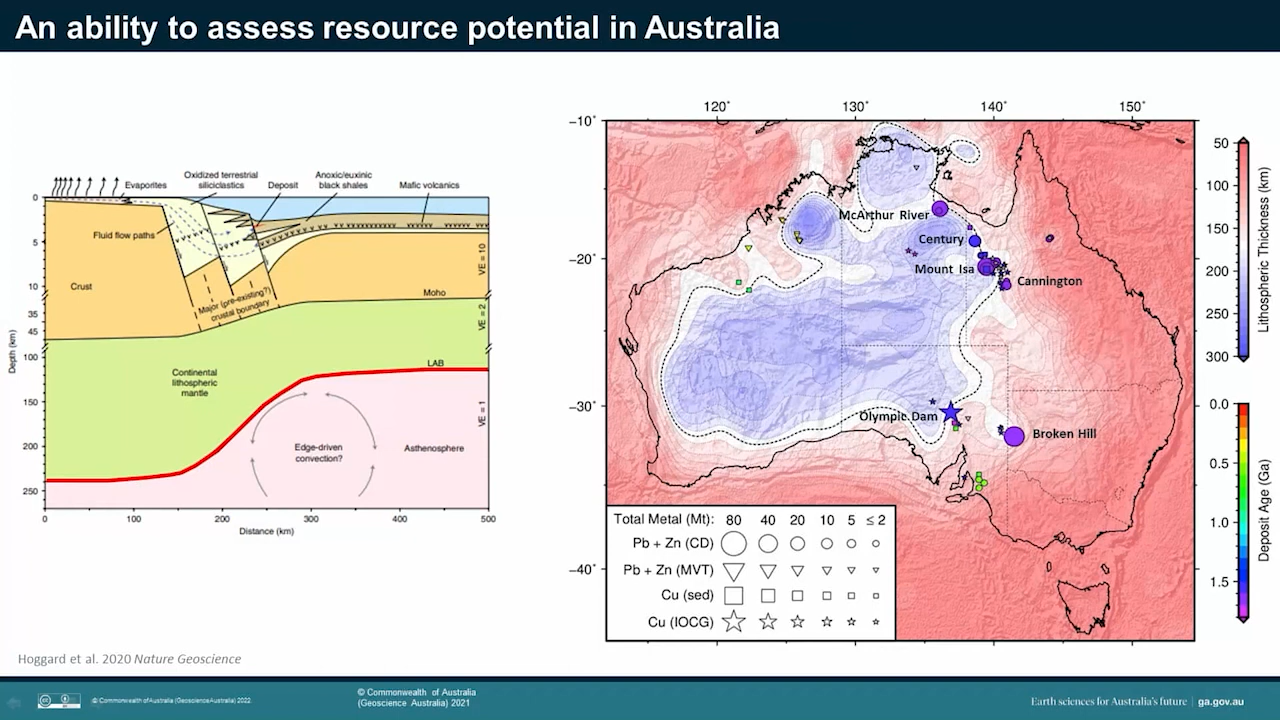 An ability to assess resource potential in Australia
Evaporites
Oxidized terrestrial
siliciclastics
Deposit
Anoxic/euxinic
black shales
Mafic volcanics
Fluid flow paths
Crust
Major (pre-existing?)
crustal boundary
Moho
VE = 10
VE = 2
VE = 1
Continental
lithospheric
mantle
LAB
Edge-driven
convection?
Asthenosphere
Depth (km)
0
5
10
35
45
100
150
200
250
0 100 200 300 400 500
Distance (km)
120° 130° 140° 150°
−10°
−20°
−30°
−40°
McArthur River
Century
Mount Isa
Cannington
Olympic Dam
Broken Hill
Total Metal (Mt): 80 40 20 10 5 ≤ 2
Pb + Zn (CD)
Pb + Zn (MVT)
Cu (sed)
Cu (IOCG)
50
100
150
200
250
300
Lithospheric Thickness (km)
0.0
0.5
1.0
1.5
Deposit Age (Ga)
Hoggard et al. 2020 Nature Geoscience
© Commonwealth of Australia (Geoscience Australia) 2022
© Commonwealth of Australia
(Geoscience Australia) 2021
Earth sciences for Australia's future | ga.gov.au